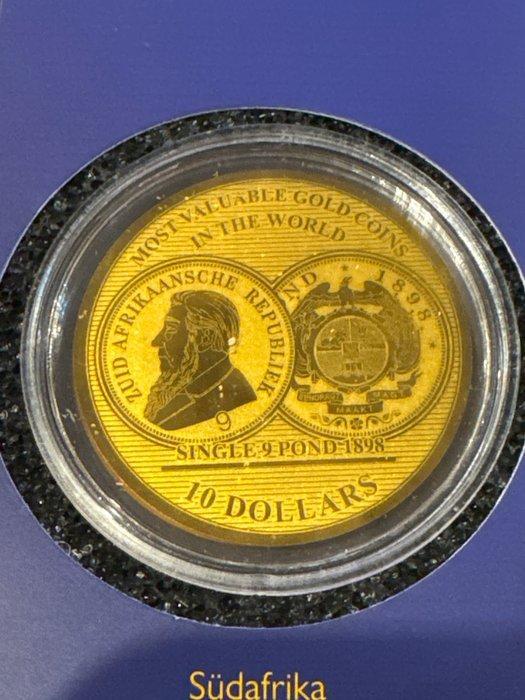 MOST VALUABLE GOLD COINS
IN THE WORLD
ZUID AFRIKAANSCHE REPUBLIEK
9
ND * 1898 *
MAAKT
SINGLE-9 POND-1898
10 DOLLARS
Südafrika